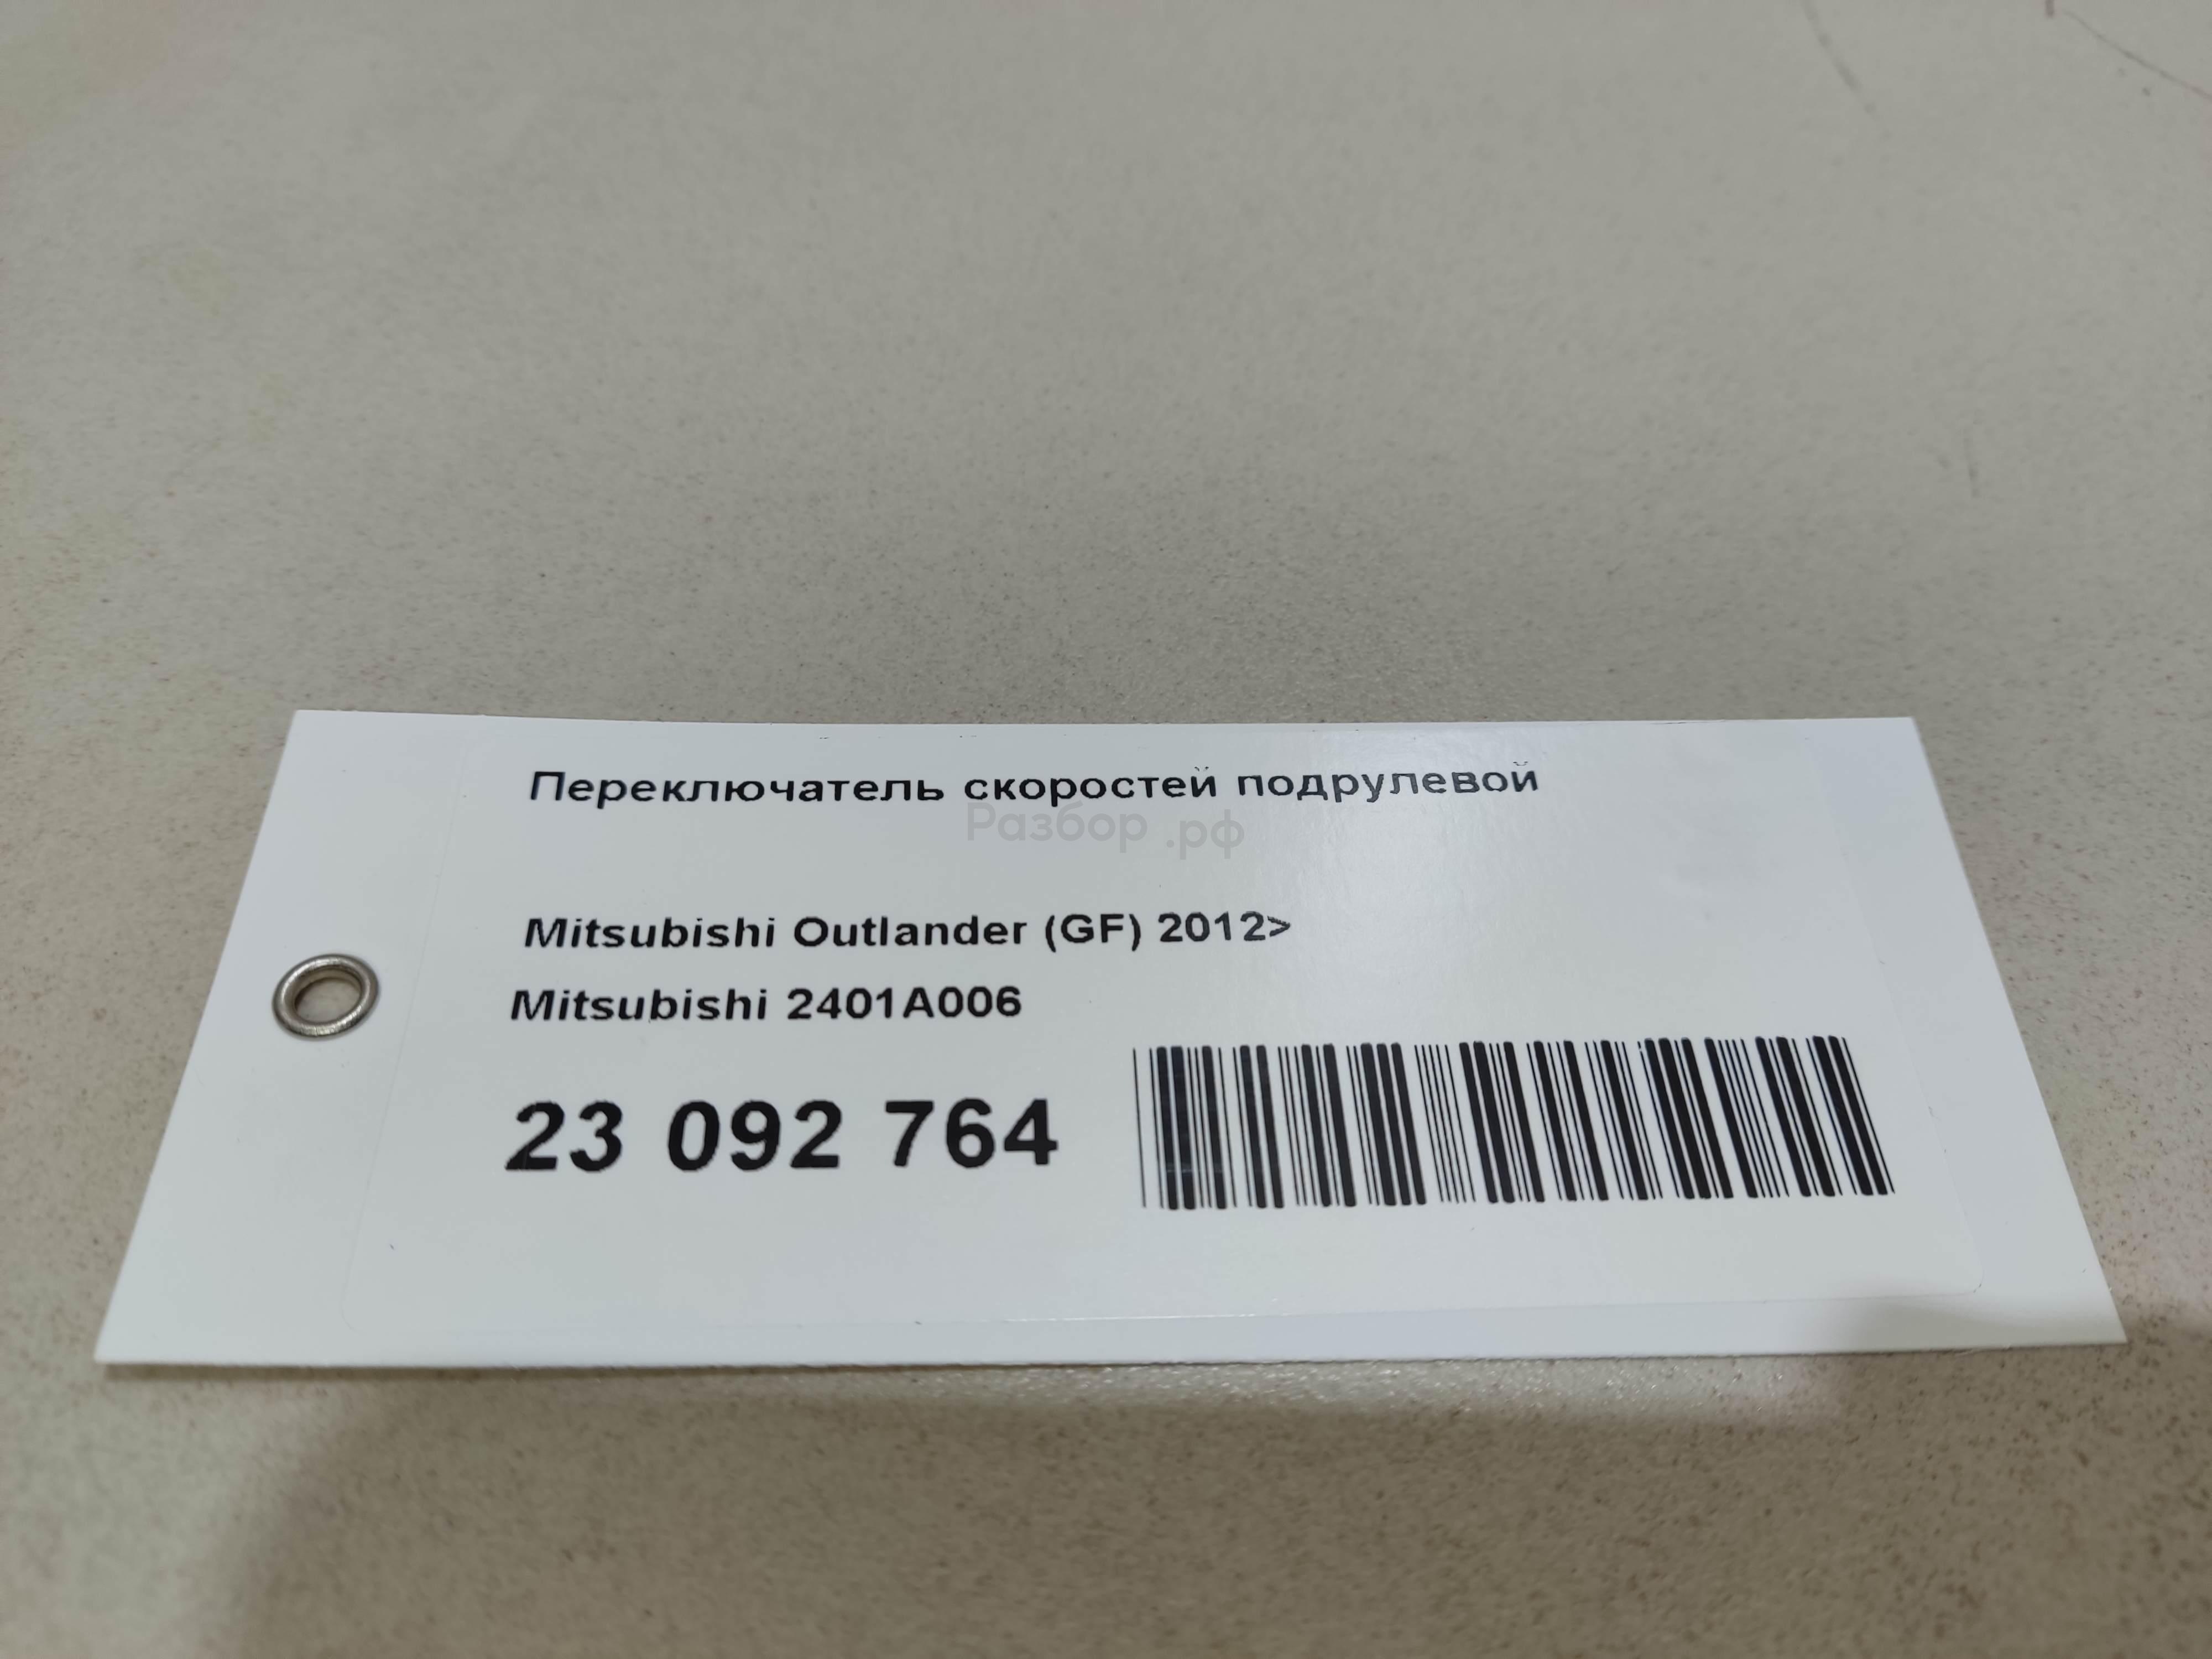 Переключатель скоростей подрулевой
Разбор .рф
Mitsubishi Outlander (GF) 2012>
Mitsubishi 2401A006
23 092 764